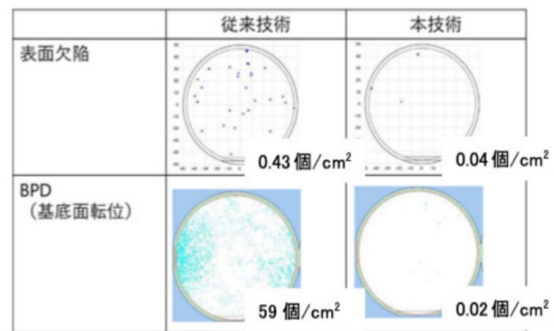 従来技術
本技術
表面欠陥
0.43 個/cm²
0.04 個/cm²
BPD
（基底面転位）
59 個/cm²
0.02 個/cm²